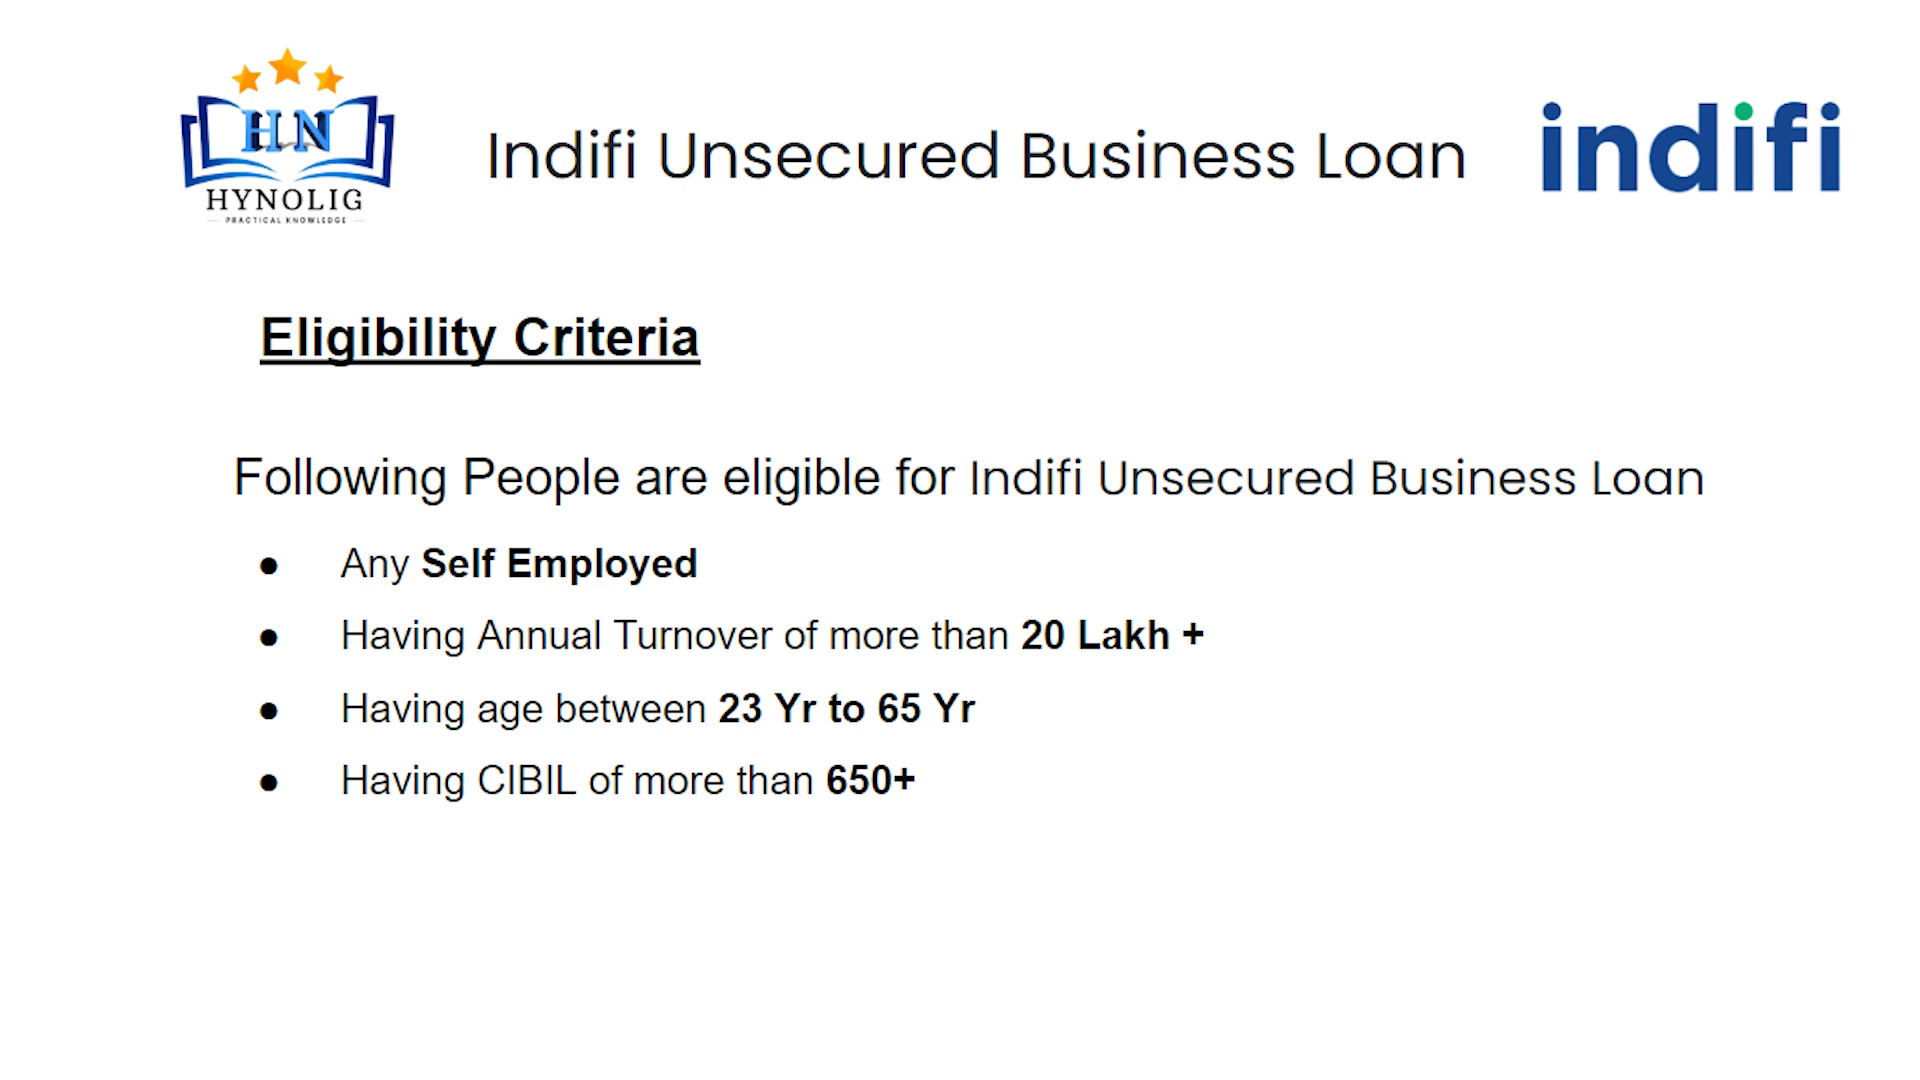 HN
HYNOLIG
PRACTICAL KNOWLEDGE
Indifi Unsecured Business Loan
indifi
Eligibility Criteria
Following People are eligible for Indifi Unsecured Business Loan
● Any Self Employed
● Having Annual Turnover of more than 20 Lakh +
● Having age between 23 Yr to 65 Yr
● Having CIBIL of more than 650+